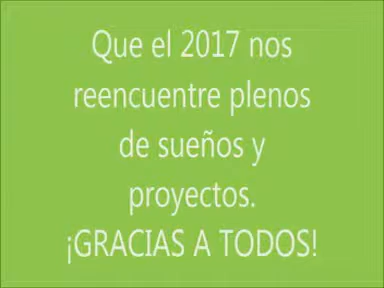 Que el 2017 nos
reencuentre plenos
de sueños y
proyectos.
¡GRACIAS A TODOS!